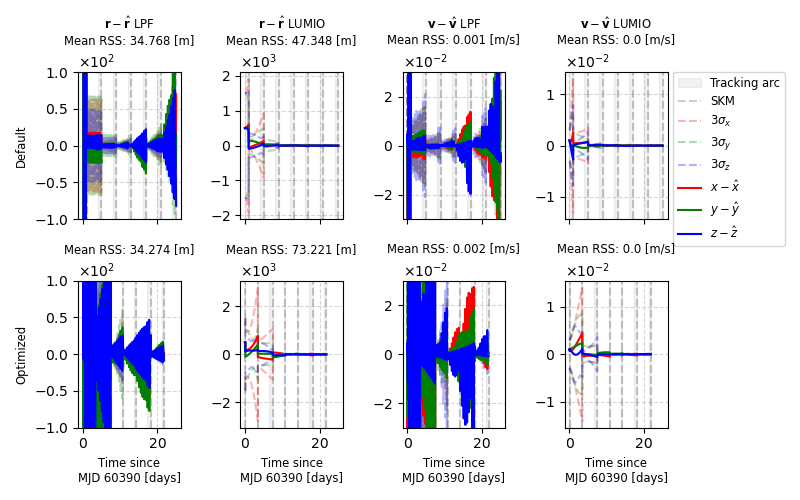 r − r̂ LPF
Mean RSS: 34.768 [m]
r − r̂ LUMIO
Mean RSS: 47.348 [m]
v − v̂ LPF
Mean RSS: 0.001 [m/s]
v − v̂ LUMIO
Mean RSS: 0.0 [m/s]
×10²
×10³
×10⁻²
×10⁻²
Default
1.0
0.5
0.0
−0.5
−1.0
2
1
0
−1
−2
2
0
−2
1
0
−1
Tracking arc
SKM
3σₓ
3σ_y
3σ_z
x − x̂
y − ŷ
z − ẑ
Mean RSS: 34.274 [m]
Mean RSS: 73.221 [m]
Mean RSS: 0.002 [m/s]
Mean RSS: 0.0 [m/s]
×10²
×10³
×10⁻²
×10⁻²
Optimized
1.0
0.5
0.0
−0.5
−1.0
2
0
−2
2
0
−2
1
0
−1
0 20
0 20
0 20
0 20
Time since
MJD 60390 [days]
Time since
MJD 60390 [days]
Time since
MJD 60390 [days]
Time since
MJD 60390 [days]